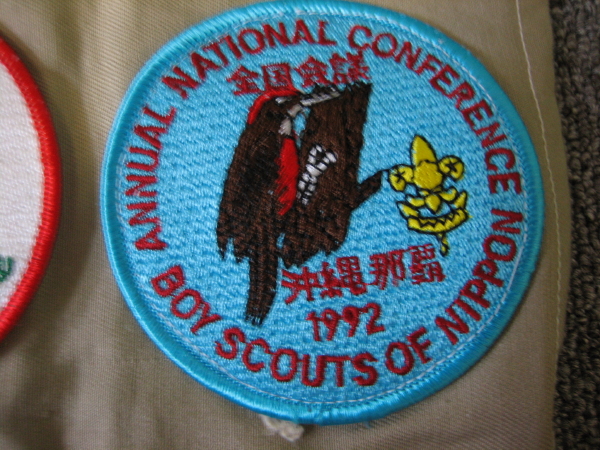 ANNUAL NATIONAL CONFERENCE
全国会議
沖縄那覇
1992
BOY SCOUTS OF NIPPON